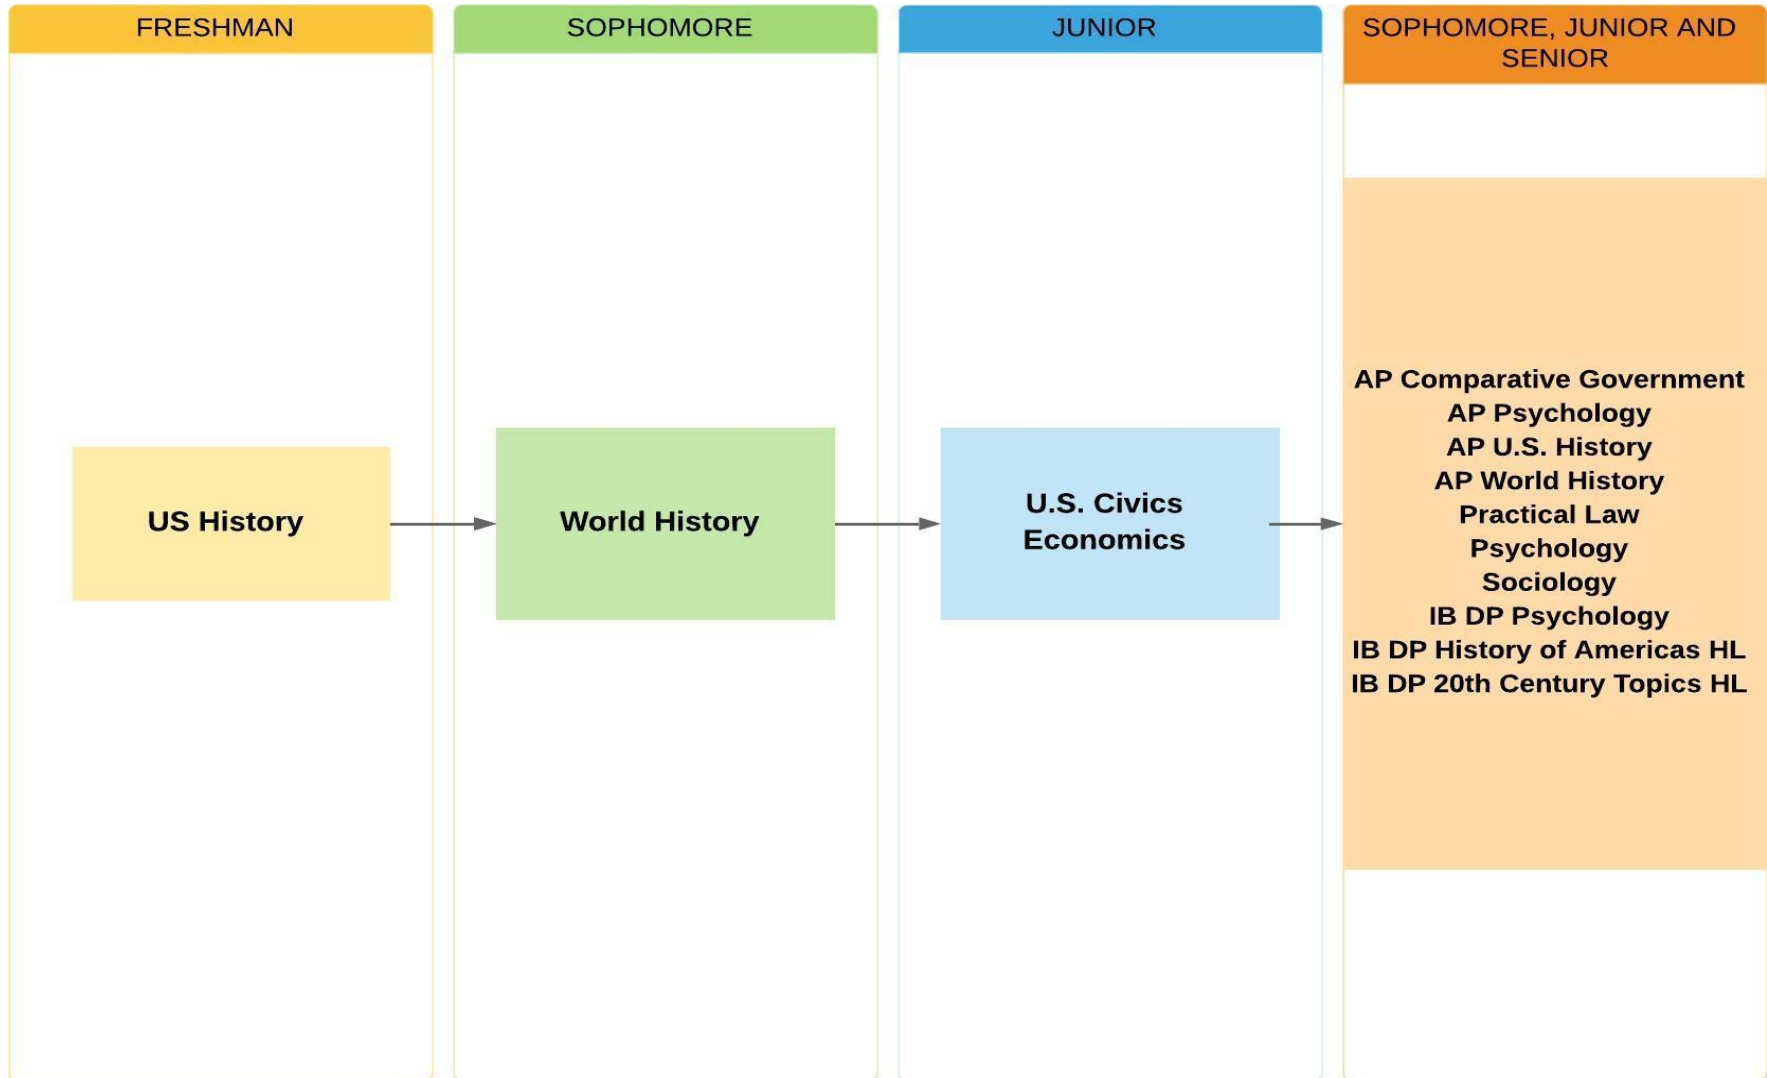 FRESHMAN
SOPHOMORE
JUNIOR
SOPHOMORE, JUNIOR AND
SENIOR
US History
World History
U.S. Civics
Economics
AP Comparative Government
AP Psychology
AP U.S. History
AP World History
Practical Law
Psychology
Sociology
IB DP Psychology
IB DP History of Americas HL
IB DP 20th Century Topics HL